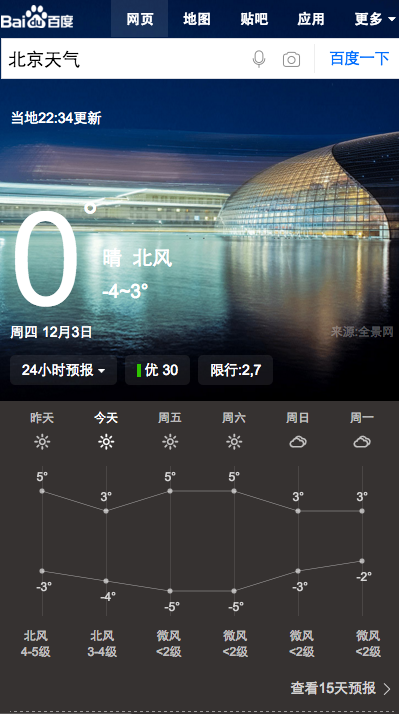 Bai du 百度 网页 地图 贴吧 应用 更多
北京天气 百度一下
当地22:34更新
0°
晴 北风
-4~3°
周四 12月3日 来源:全景网
24小时预报 优 30 限行:2,7
昨天 今天 周五 周六 周日 周一
5° 3° 5° 5° 3° 3°
-3° -4° -5° -5° -3° -2°
北风 北风 微风 微风 微风 微风
4-5级 3-4级 <2级 <2级 <2级 <2级
查看15天预报